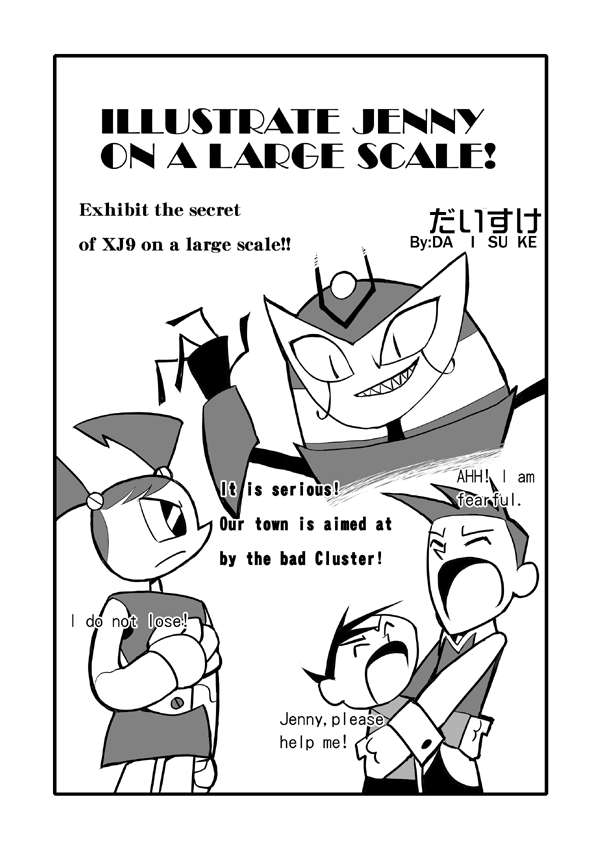 ILLUSTRATE JENNY
ON A LARGE SCALE!
Exhibit the secret
of XJ9 on a large scale!!
だいすけ
By:DA I SU KE
It is serious!
Our town is aimed at
by the bad Cluster!
AHH! I am
fearful.
I do not lose!
Jenny,please
help me!